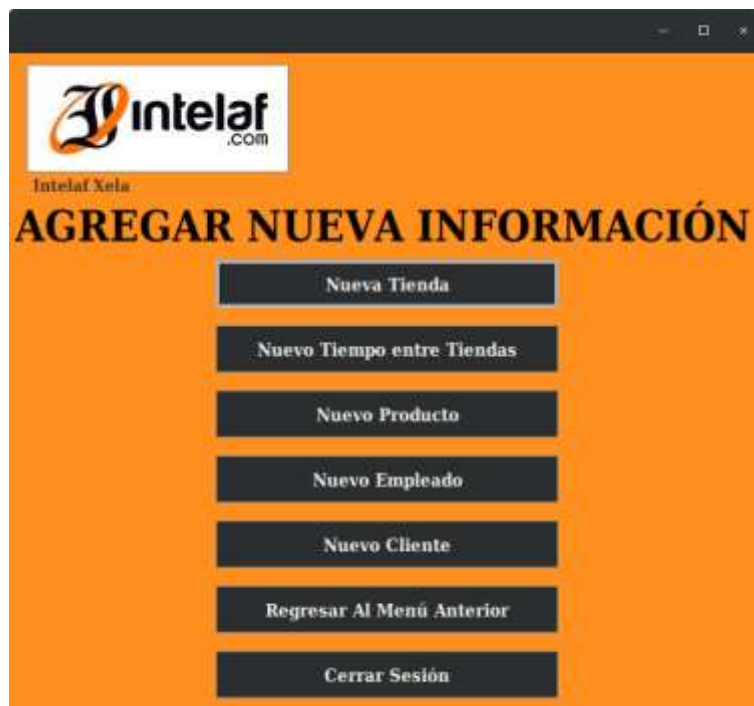 intelaf
.com
Intelaf Xela
AGREGAR NUEVA INFORMACIÓN
Nueva Tienda
Nuevo Tiempo entre Tiendas
Nuevo Producto
Nuevo Empleado
Nuevo Cliente
Regresar Al Menú Anterior
Cerrar Sesión